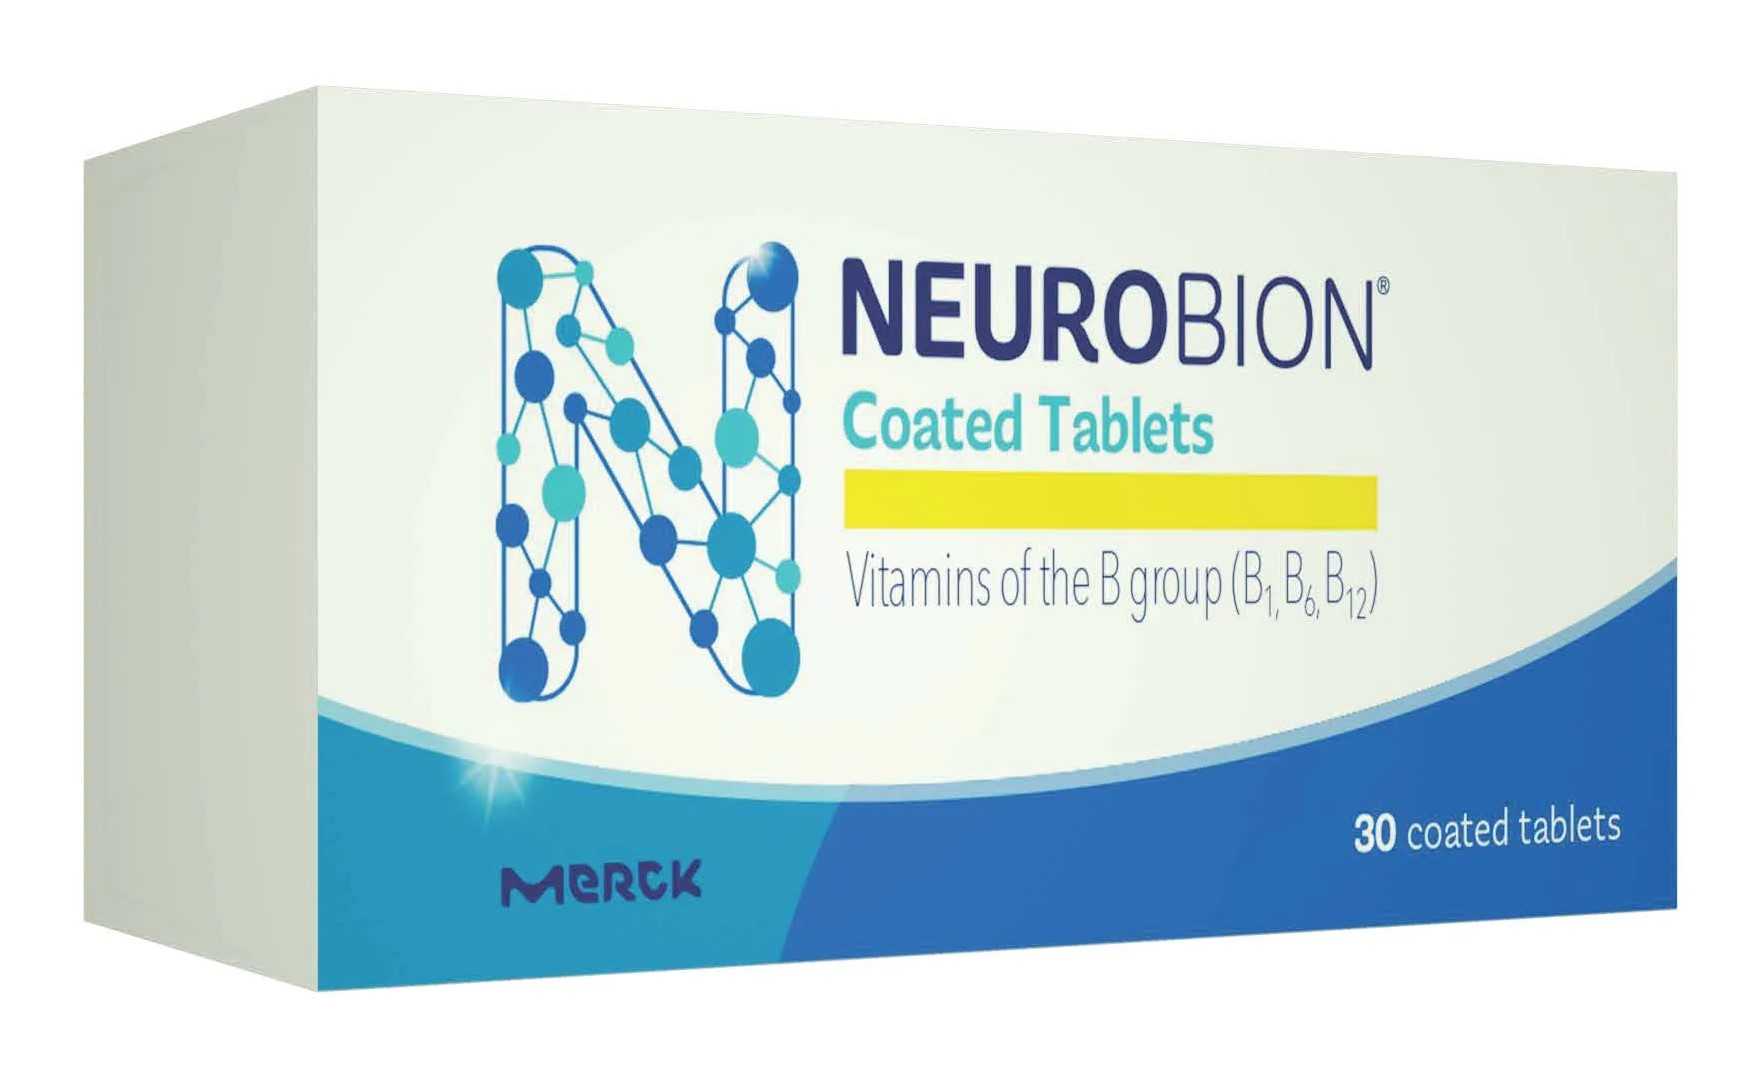 NEUROBION®
Coated Tablets
Vitamins of the B group (B₁, B₆, B₁₂)
30 coated tablets
MERCK